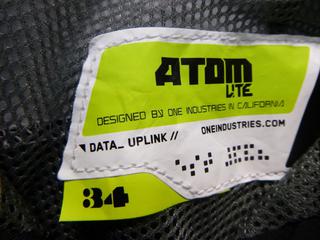 ATOM
LITE
DESIGNED BY ONE INDUSTRIES IN CALIFORNIA
DATA_ UPLINK // ONEINDUSTRIES.COM
34